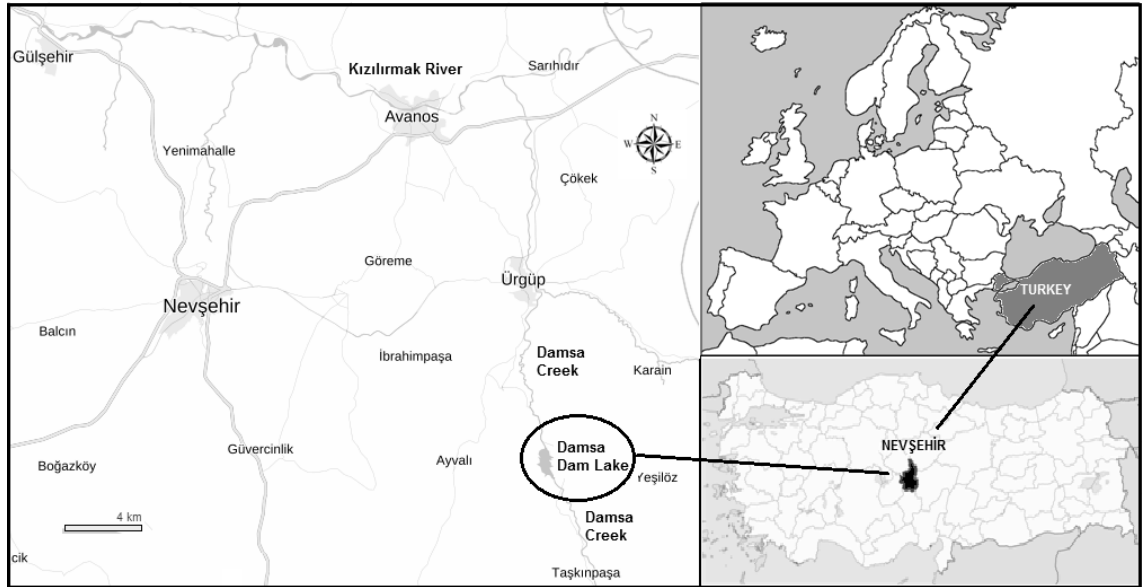 Gülşehir
Kızılırmak River
Sarıhıdır
Avanos
Yenimahalle
N
W
E
S
Çökek
Göreme
Ürgüp
Nevşehir
Balcın
İbrahimpaşa
Damsa
Creek
Karain
Güvercinlik
Boğazköy
Ayvalı
Damsa
Dam Lake
Yeşilöz
4 km
Damsa
Creek
cik
Taşkınpaşa
TURKEY
NEVŞEHİR